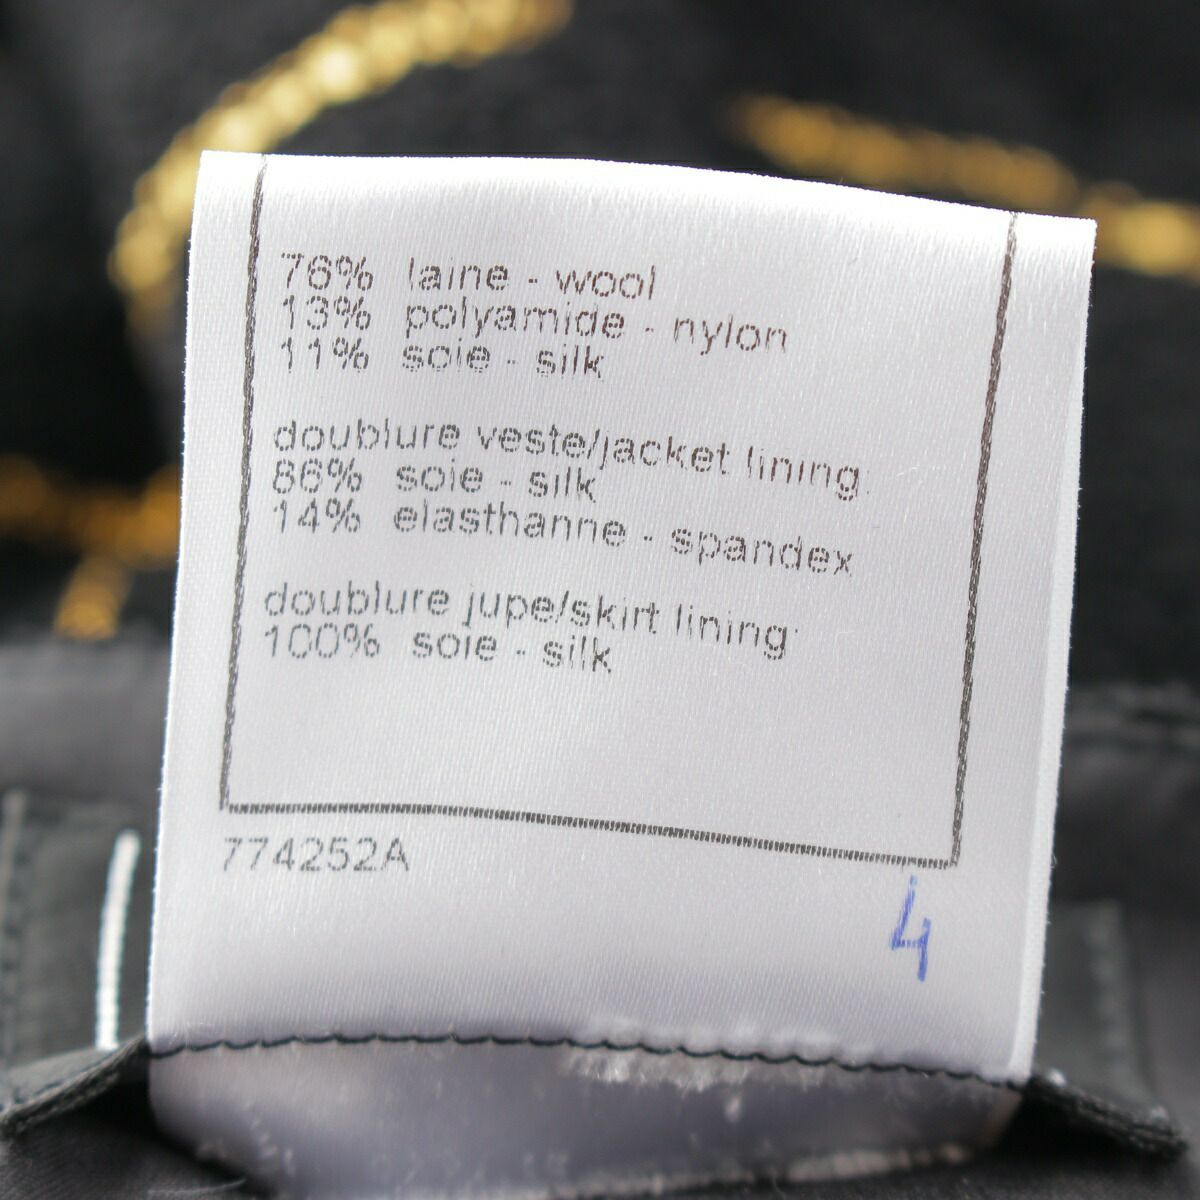 76% laine - wool
13% polyamide - nylon
11% soie - silk
doublure veste/jacket lining:
86% soie - silk
14% elasthanne - spandex
doublure jupe/skirt lining:
100% soie - silk
774252A
4